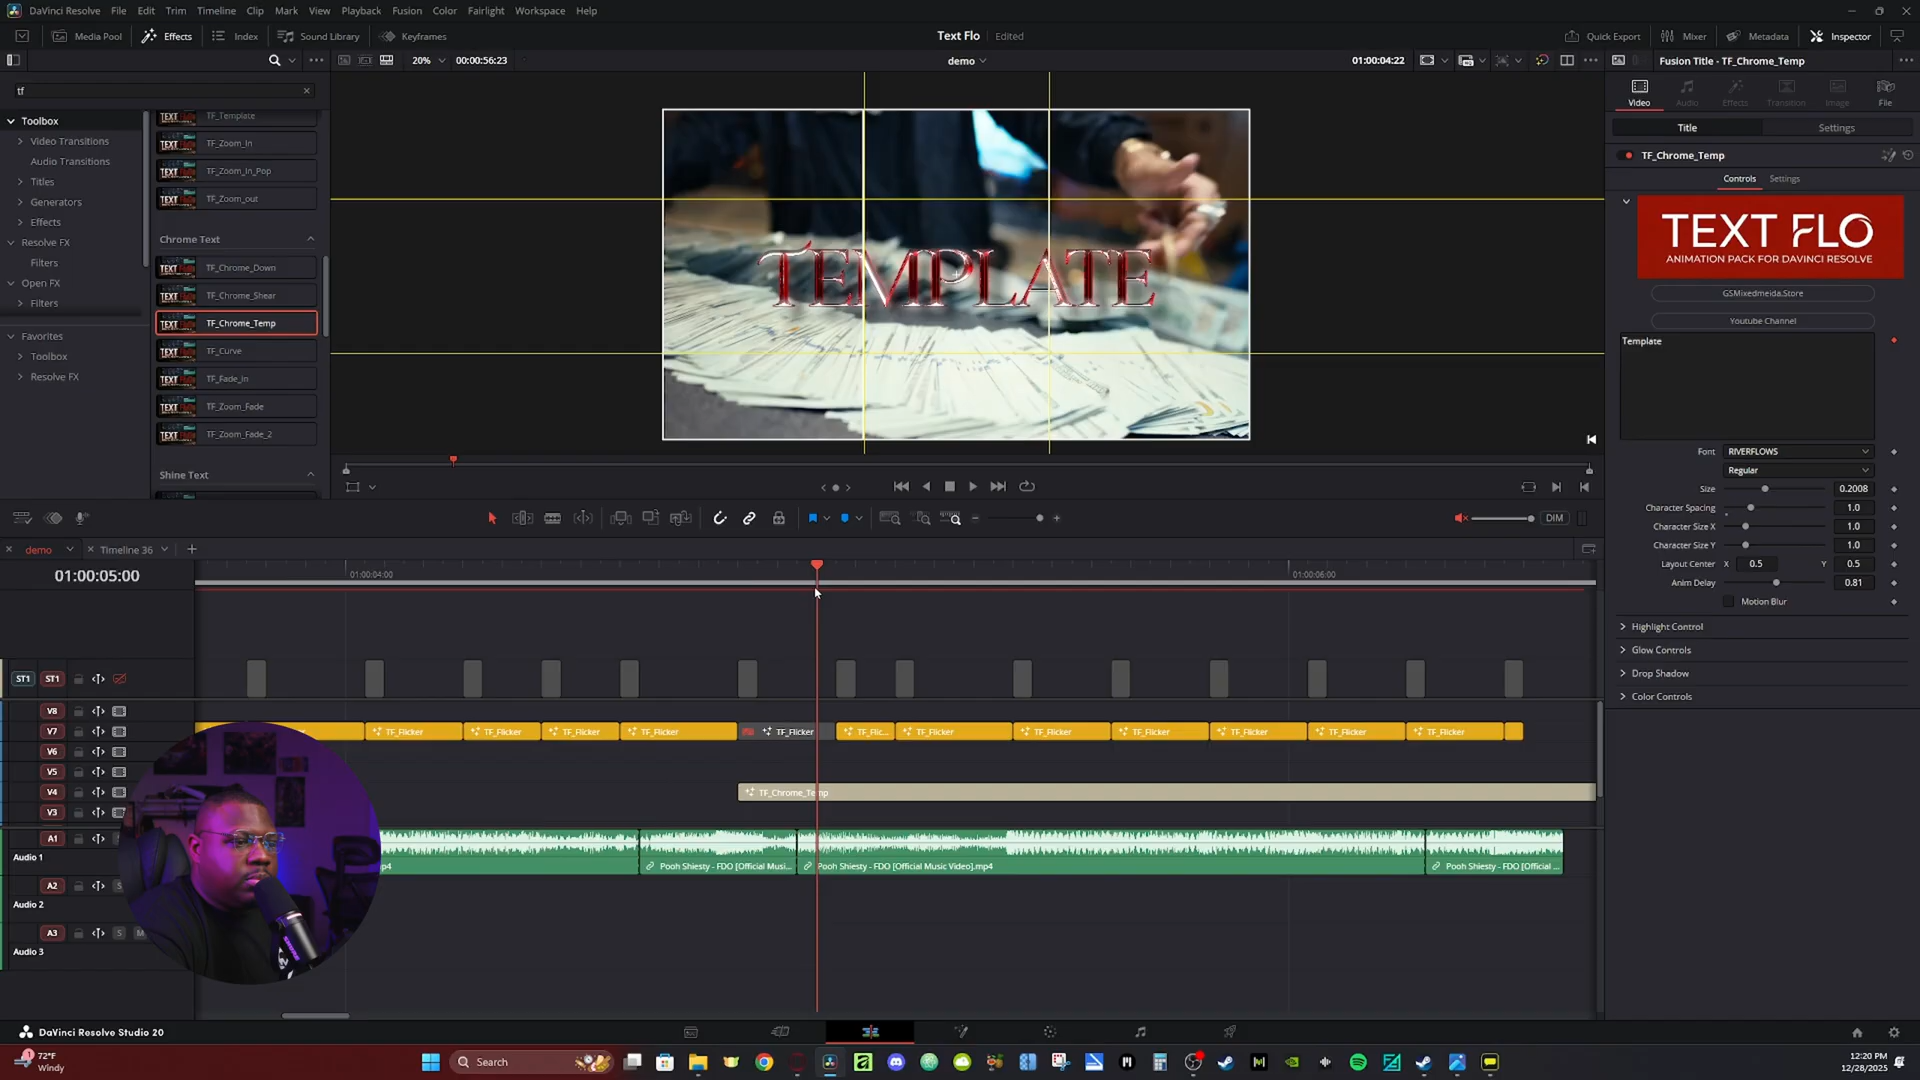 DaVinci Resolve File Edit Trim Timeline Clip Mark View Playback Fusion Color Fairlight Workspace Help
Media Pool Effects Index Sound Library Keyframes
Text Flo Edited
Quick Export Mixer Metadata Inspector
20% 00:00:56:23
demo
01:00:04:22
Fusion Title - TF_Chrome_Temp
tf
Toolbox
Video Transitions
Audio Transitions
Titles
Generators
Effects
Resolve FX
Filters
Open FX
Filters
Favorites
Toolbox
Resolve FX
TF_Template
TF_Zoom_In
TF_Zoom_In_Pop
TF_Zoom_out
Chrome Text
TF_Chrome_Down
TF_Chrome_Shear
TF_Chrome_Temp
TF_Curve
TF_Fade_In
TF_Zoom_Fade
TF_Zoom_Fade_2
Shine Text
TEMPLATE
Video Audio Effects Transition Image File
Title Settings
TF_Chrome_Temp
Controls Settings
TEXT FLO
ANIMATION PACK FOR DAVINCI RESOLVE
GSMixedmeida.Store
Youtube Channel
Template
Font RIVERFLOWS
Regular
Size 0.2008
Character Spacing 1.0
Character Size X 1.0
Character Size Y 1.0
Layout Center X 0.5 Y 0.5
Anim Delay 0.81
Motion Blur
Highlight Control
Glow Controls
Drop Shadow
Color Controls
DIM
demo Timeline 36
01:00:05:00
01:00:04:00 01:00:06:00
ST1 ST1
V8
V7
TF_Flicker TF_Flicker TF_Flicker TF_Flicker TF_Flicker TF_Flic... TF_Flicker TF_Flicker TF_Flicker TF_Flicker TF_Flicker TF_Flicker
V6
V5
V4
TF_Chrome_Temp
V3
A1
Audio 1
p4 Pooh Shiesty - FDO [Official Musi... Pooh Shiesty - FDO [Official Music Video].mp4 Pooh Shiesty - FDO [Official ...
A2 S
Audio 2
A3 S M
Audio 3
DaVinci Resolve Studio 20
72°F
Windy
Search
12:20 PM
12/28/2025